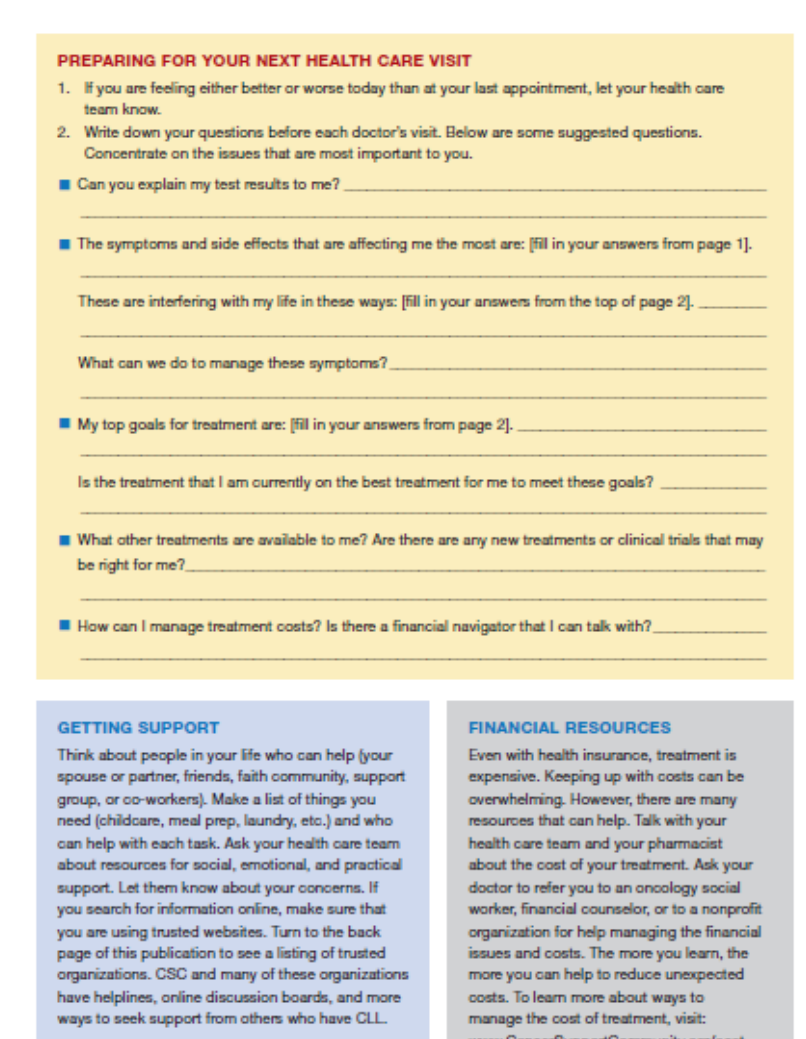 PREPARING FOR YOUR NEXT HEALTH CARE VISIT
1. If you are feeling either better or worse today than at your last appointment, let your health care
team know.
2. Write down your questions before each doctor's visit. Below are some suggested questions.
Concentrate on the issues that are most important to you.
■ Can you explain my test results to me?
■ The symptoms and side effects that are affecting me the most are: [fill in your answers from page 1].
These are interfering with my life in these ways: [fill in your answers from the top of page 2].
What can we do to manage these symptoms?
■ My top goals for treatment are: [fill in your answers from page 2].
Is the treatment that I am currently on the best treatment for me to meet these goals?
■ What other treatments are available to me? Are there are any new treatments or clinical trials that may
be right for me?
■ How can I manage treatment costs? Is there a financial navigator that I can talk with?
GETTING SUPPORT
Think about people in your life who can help (your
spouse or partner, friends, faith community, support
group, or co-workers). Make a list of things you
need (childcare, meal prep, laundry, etc.) and who
can help with each task. Ask your health care team
about resources for social, emotional, and practical
support. Let them know about your concerns. If
you search for information online, make sure that
you are using trusted websites. Turn to the back
page of this publication to see a listing of trusted
organizations. CSC and many of these organizations
have helplines, online discussion boards, and more
ways to seek support from others who have CLL.
FINANCIAL RESOURCES
Even with health insurance, treatment is
expensive. Keeping up with costs can be
overwhelming. However, there are many
resources that can help. Talk with your
health care team and your pharmacist
about the cost of your treatment. Ask your
doctor to refer you to an oncology social
worker, financial counselor, or to a nonprofit
organization for help managing the financial
issues and costs. The more you learn, the
more you can help to reduce unexpected
costs. To learn more about ways to
manage the cost of treatment, visit: